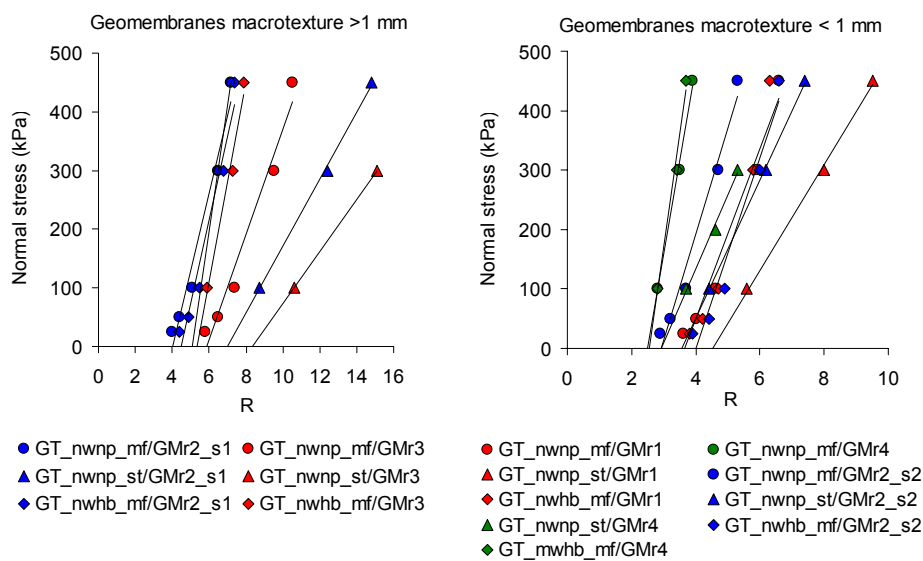 Geomembranes macrotexture >1 mm
500
400
300
200
100
0
Normal stress (kPa)
0 2 4 6 8 10 12 14 16
R
GT_nwnp_mf/GMr2_s1 GT_nwnp_mf/GMr3
GT_nwnp_st/GMr2_s1 GT_nwnp_st/GMr3
GT_nwhb_mf/GMr2_s1 GT_nwhb_mf/GMr3
Geomembranes macrotexture < 1 mm
500
400
300
200
100
0
Normal stress (kPa)
0 2 4 6 8 10
R
GT_nwnp_mf/GMr1 GT_nwnp_mf/GMr4
GT_nwnp_st/GMr1 GT_nwnp_mf/GMr2_s2
GT_nwhb_mf/GMr1 GT_nwnp_st/GMr2_s2
GT_nwnp_st/GMr4 GT_nwhb_mf/GMr2_s2
GT_mwhb_mf/GMr4